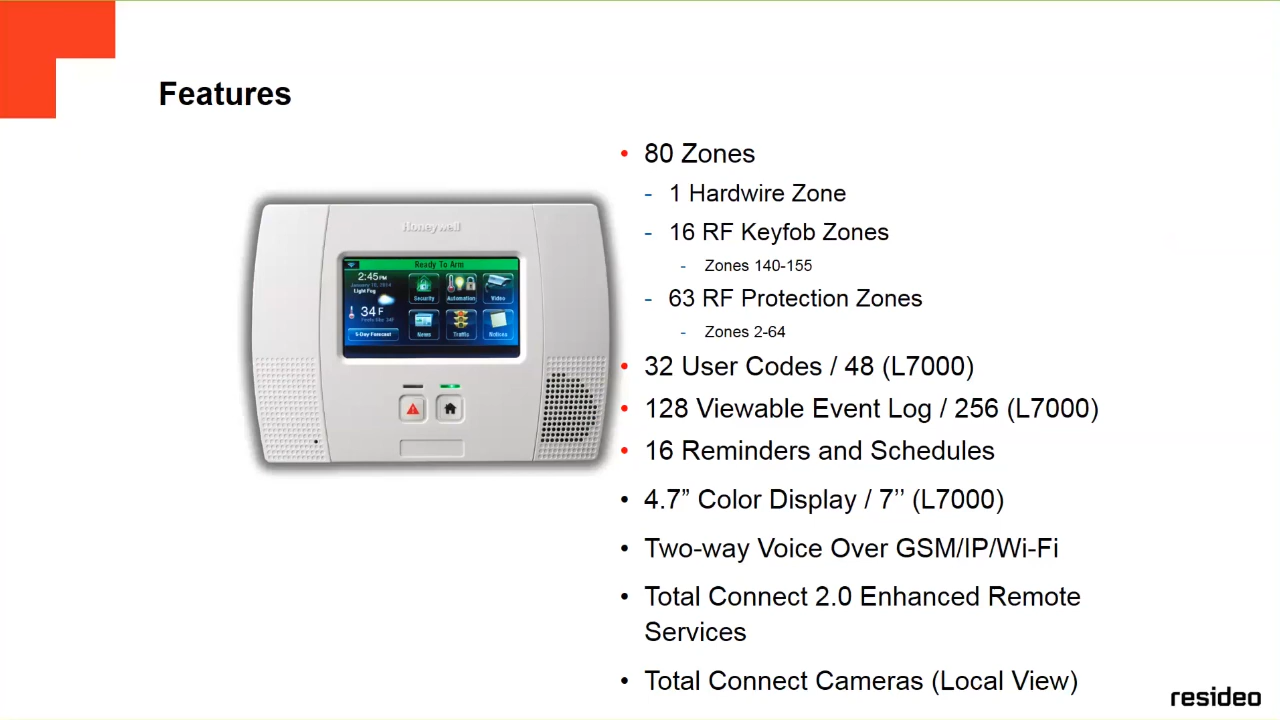 Features
Honeywell
Ready To Arm
2:45 PM
Light Fog
34 F
5-Day Forecast
Security
Automation
Video
News
Traffic
Notices
• 80 Zones
- 1 Hardwire Zone
- 16 RF Keyfob Zones
- Zones 140-155
- 63 RF Protection Zones
- Zones 2-64
• 32 User Codes / 48 (L7000)
• 128 Viewable Event Log / 256 (L7000)
• 16 Reminders and Schedules
• 4.7” Color Display / 7’’ (L7000)
• Two-way Voice Over GSM/IP/Wi-Fi
• Total Connect 2.0 Enhanced Remote
Services
• Total Connect Cameras (Local View)
resideo